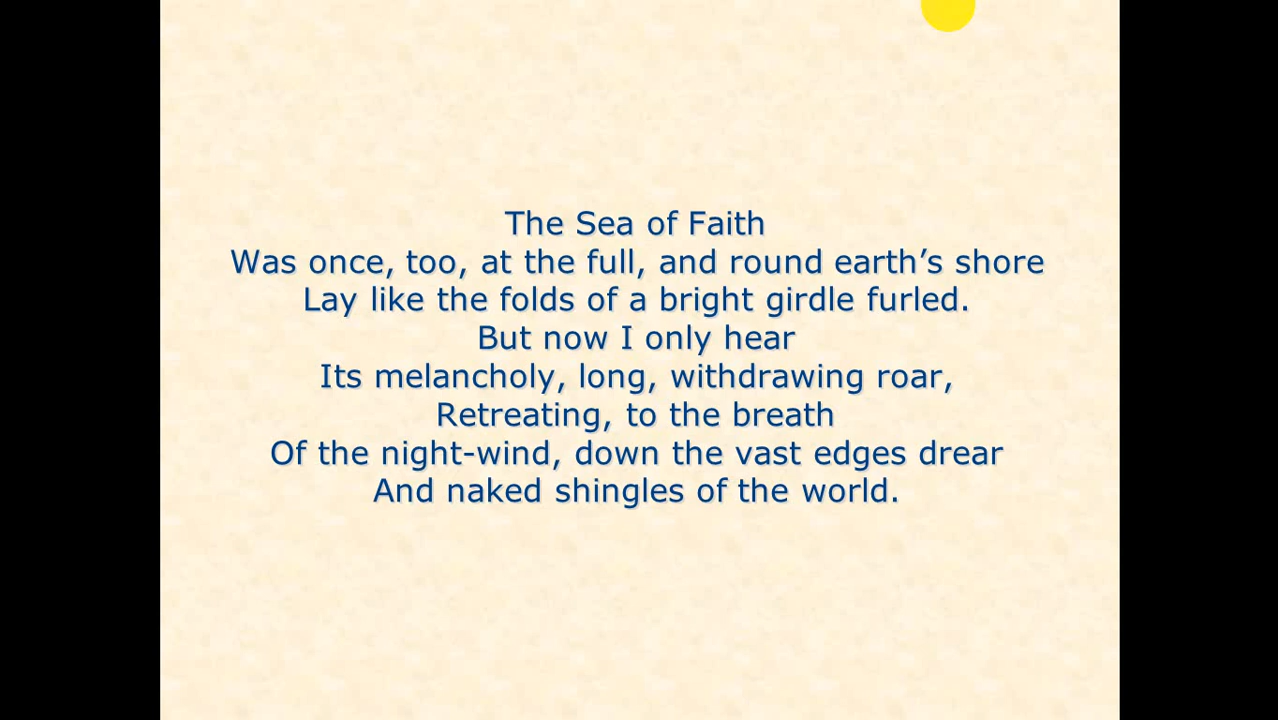 The Sea of Faith
Was once, too, at the full, and round earth’s shore
Lay like the folds of a bright girdle furled.
But now I only hear
Its melancholy, long, withdrawing roar,
Retreating, to the breath
Of the night-wind, down the vast edges drear
And naked shingles of the world.